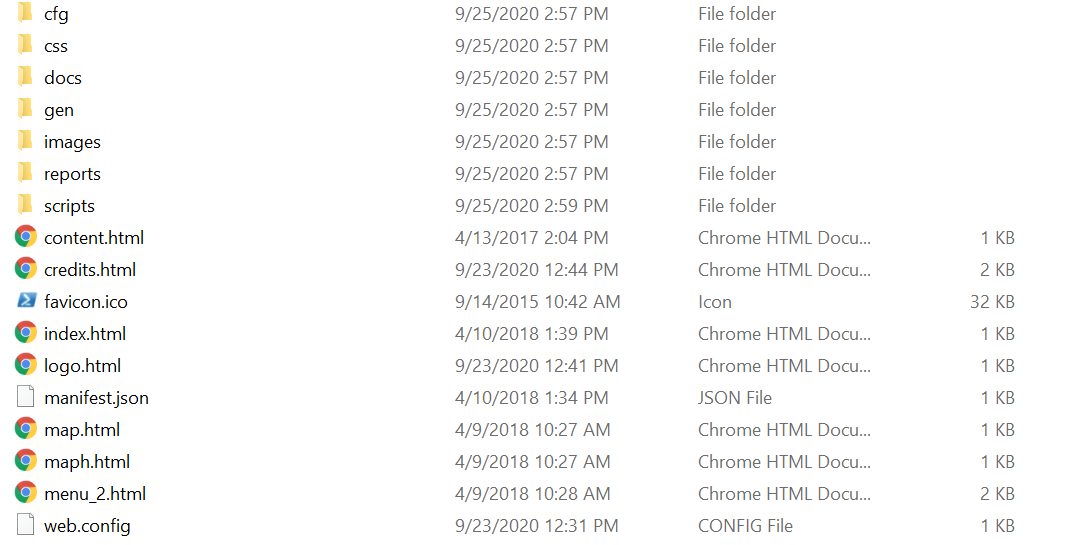 cfg 9/25/2020 2:57 PM File folder
css 9/25/2020 2:57 PM File folder
docs 9/25/2020 2:57 PM File folder
gen 9/25/2020 2:57 PM File folder
images 9/25/2020 2:57 PM File folder
reports 9/25/2020 2:57 PM File folder
scripts 9/25/2020 2:59 PM File folder
content.html 4/13/2017 2:04 PM Chrome HTML Docu... 1 KB
credits.html 9/23/2020 12:44 PM Chrome HTML Docu... 2 KB
favicon.ico 9/14/2015 10:42 AM Icon 32 KB
index.html 4/10/2018 1:39 PM Chrome HTML Docu... 1 KB
logo.html 9/23/2020 12:41 PM Chrome HTML Docu... 1 KB
manifest.json 4/10/2018 1:34 PM JSON File 1 KB
map.html 4/9/2018 10:27 AM Chrome HTML Docu... 1 KB
maph.html 4/9/2018 10:27 AM Chrome HTML Docu... 1 KB
menu_2.html 4/9/2018 10:28 AM Chrome HTML Docu... 2 KB
web.config 9/23/2020 12:31 PM CONFIG File 1 KB